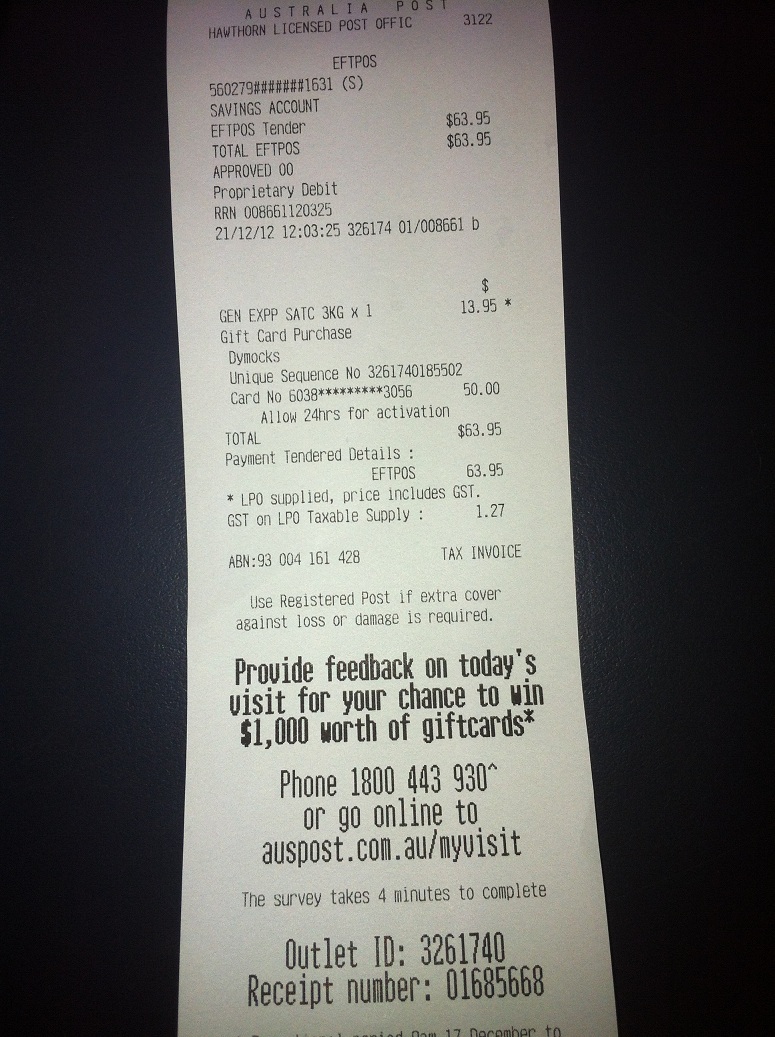 AUSTRALIA POST
HAWTHORN LICENSED POST OFFIC 3122
EFTPOS
560279#######1631 (S)
SAVINGS ACCOUNT
EFTPOS Tender $63.95
TOTAL EFTPOS $63.95
APPROVED 00
Proprietary Debit
RRN 008661120325
21/12/12 12:03:25 326174 01/008661 b
$
GEN EXPP SATC 3KG x 1 13.95 *
Gift Card Purchase
Dymocks
Unique Sequence No 3261740185502
Card No 6038*********3056 50.00
Allow 24hrs for activation
TOTAL $63.95
Payment Tendered Details :
EFTPOS 63.95
* LPO supplied, price includes GST.
GST on LPO Taxable Supply : 1.27
ABN:93 004 161 428 TAX INVOICE
Use Registered Post if extra cover
against loss or damage is required.
Provide feedback on today's
visit for your chance to win
$1,000 worth of giftcards*
Phone 1800 443 930^
or go online to
auspost.com.au/myvisit
The survey takes 4 minutes to complete
Outlet ID: 3261740
Receipt number: 01685668
period 9am 17 December to